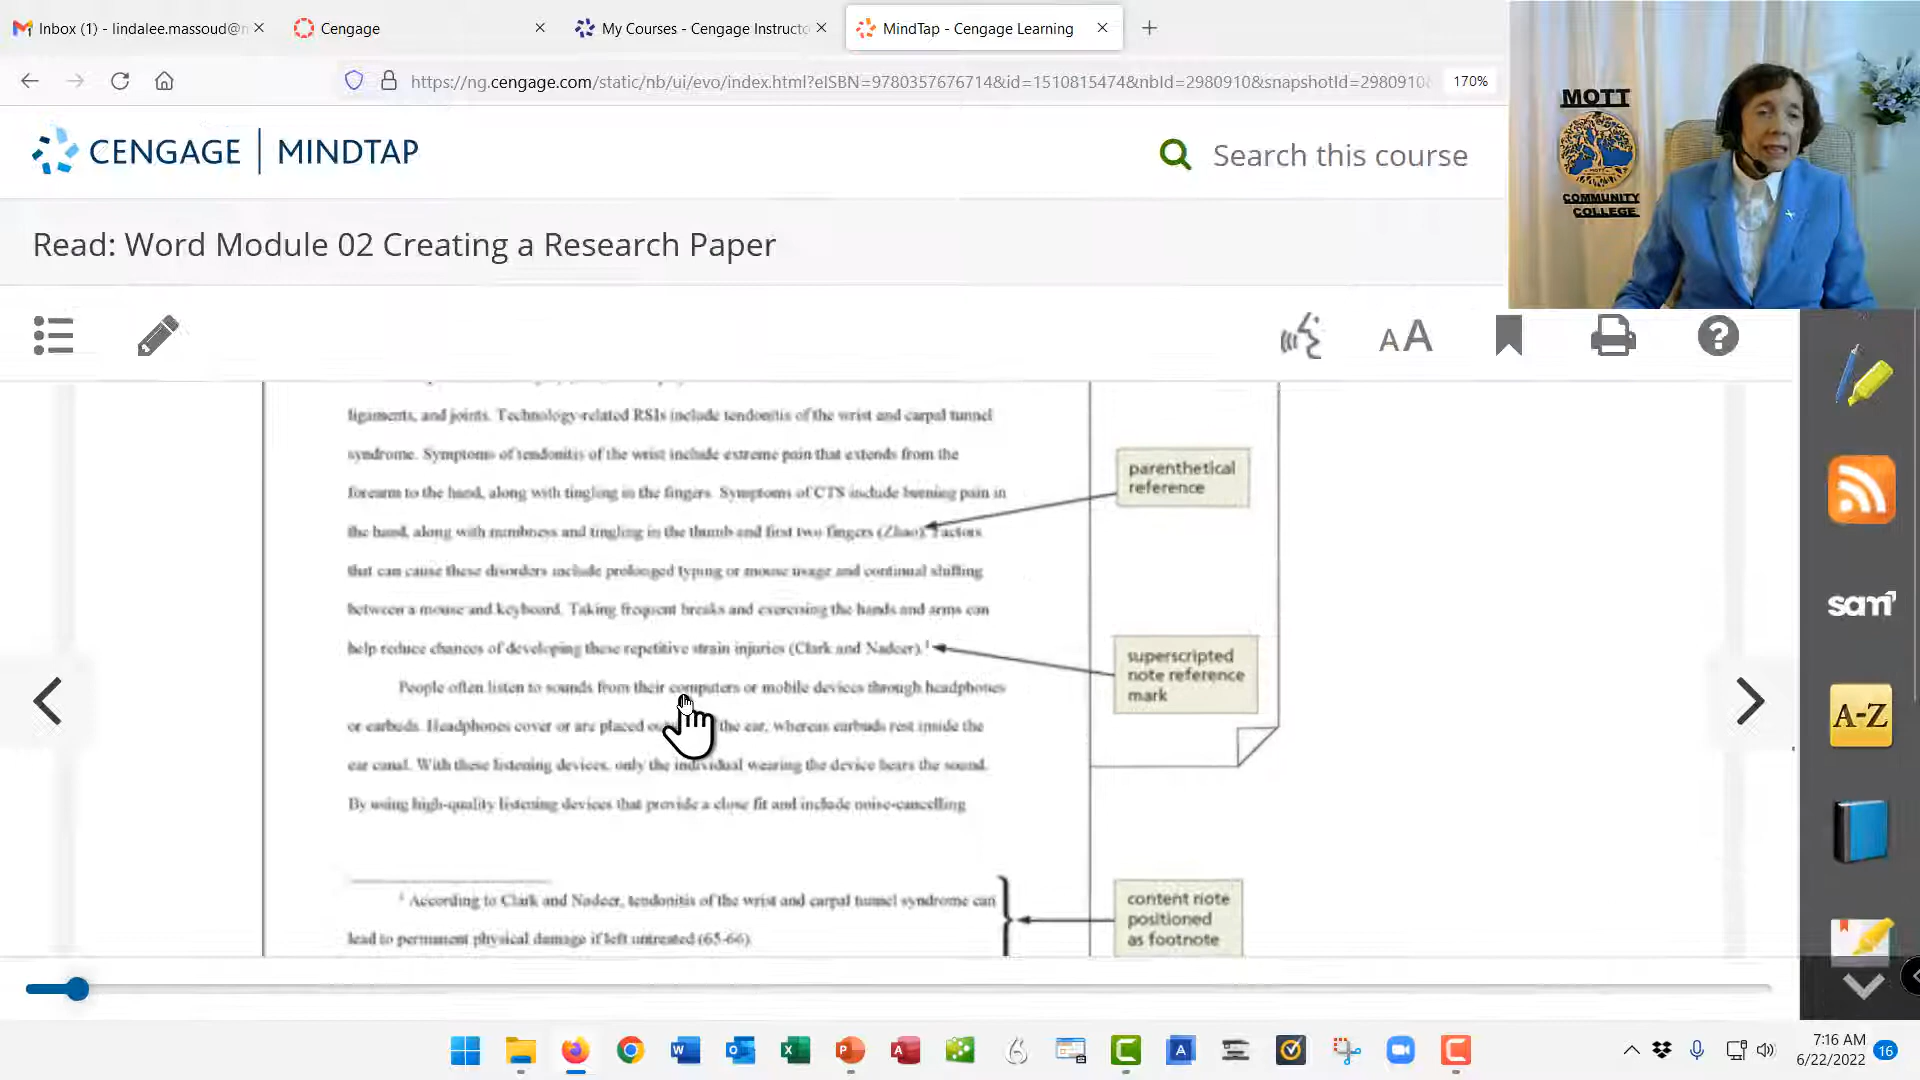 Inbox (1) - lindalee.massoud@
Cengage
My Courses - Cengage Instructo
MindTap - Cengage Learning
https://ng.cengage.com/static/nb/ui/evo/index.html?eISBN=9780357676714&id=1510815474&nbId=2980910&snapshotId=2980910
170%
MOTT
COMMUNITY
COLLEGE
CENGAGE | MINDTAP
Search this course
Read: Word Module 02 Creating a Research Paper
AA
ligaments, and joints. Technology-related RSIs include tendonitis of the wrist and carpal tunnel
syndrome. Symptoms of tendonitis of the wrist include extreme pain that extends from the
forearm to the hand, along with tingling in the fingers. Symptoms of CTS include burning pain in
the hand, along with numbness and tingling in the thumb and first two fingers (Zhao). Factors
that can cause these disorders include prolonged typing or mouse usage and continual shifting
between a mouse and keyboard. Taking frequent breaks and exercising the hands and arms can
help reduce chances of developing these repetitive strain injuries (Clark and Nadeer).1
People often listen to sounds from their computers or mobile devices through headphones
or earbuds. Headphones cover or are placed the ear, whereas earbuds rest inside the
ear canal. With these listening devices, only the individual wearing the device hears the sound.
By using high-quality listening devices that provide a close fit and include noise-cancelling
1 According to Clark and Nadeer, tendonitis of the wrist and carpal tunnel syndrome can
lead to permanent physical damage if left untreated (65-66).
parenthetical
reference
superscripted
note reference
mark
content note
positioned
as footnote
sam
A-Z
7:16 AM
6/22/2022
16